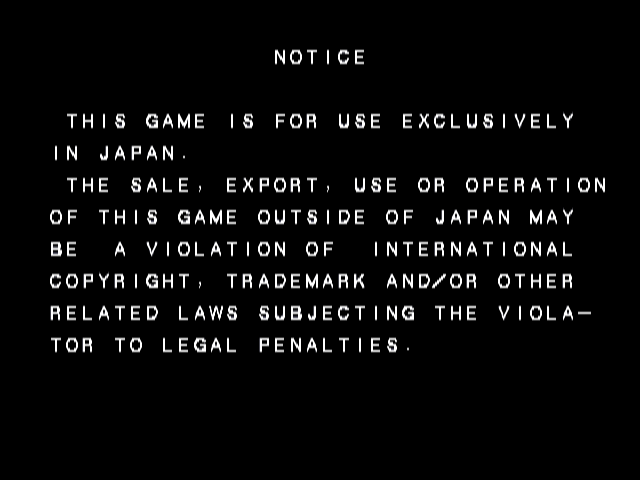 NOTICE
THIS GAME IS FOR USE EXCLUSIVELY
IN JAPAN.
THE SALE, EXPORT, USE OR OPERATION
OF THIS GAME OUTSIDE OF JAPAN MAY
BE A VIOLATION OF INTERNATIONAL
COPYRIGHT, TRADEMARK AND/OR OTHER
RELATED LAWS SUBJECTING THE VIOLA-
TOR TO LEGAL PENALTIES.